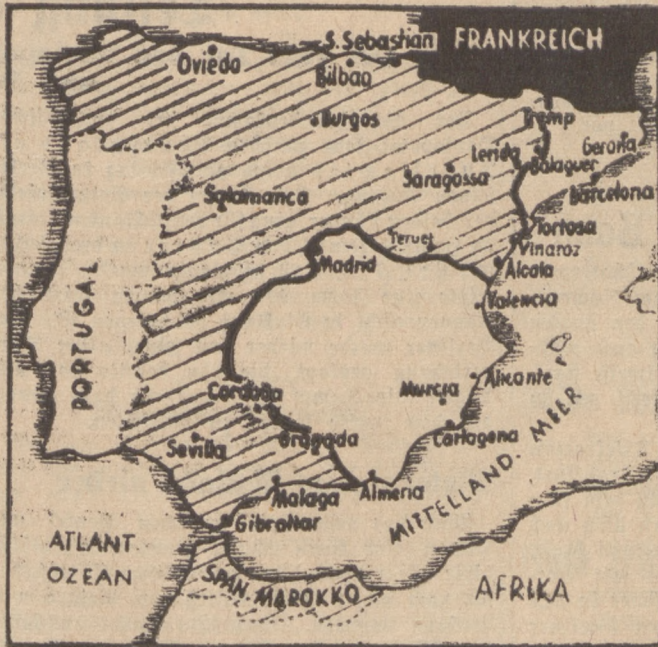 S. Sebastian
FRANKREICH
Oviedo
Bilbao
Burgos
Tremp
Lerida
Gerona
Balaguer
Saragossa
Barcelona
Salamanca
Tortosa
Teruel
Vinaroz
Madrid
Alcala
Valencia
PORTUGAL
Cordoba
Murcia
Alicante
Sevilla
Granada
Cartagena
MITTELLAND. MEER
Malaga
Almeria
Gibraltar
ATLANT
OZEAN
SPAN. MAROKKO
AFRIKA